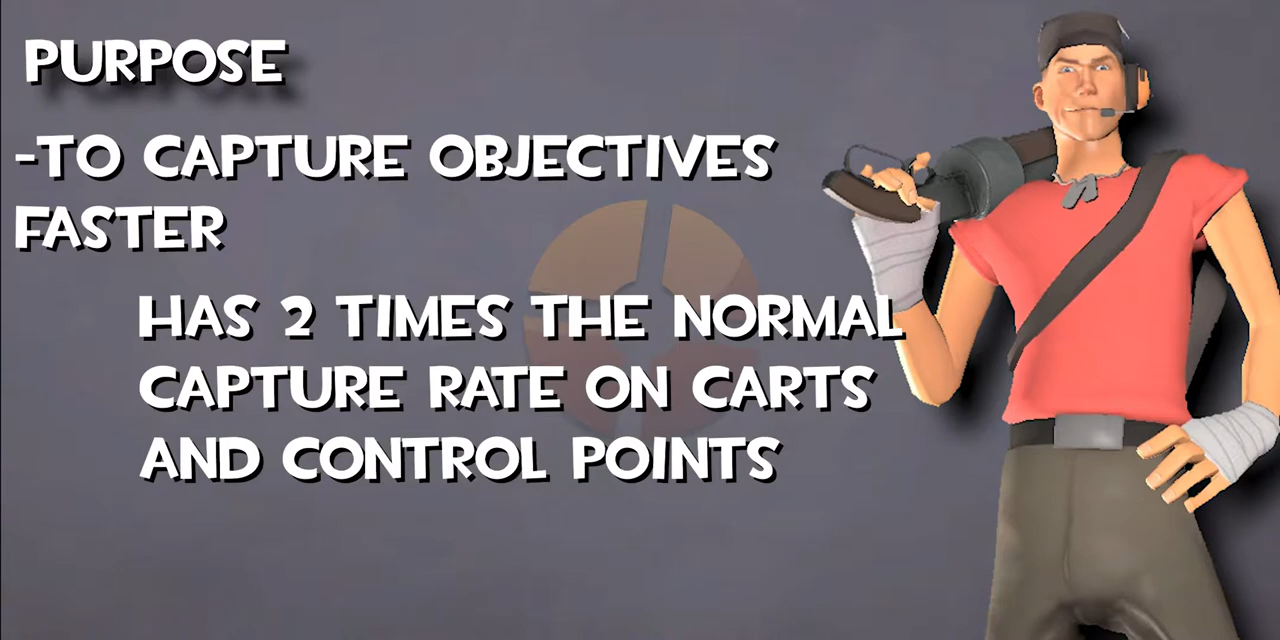 PURPOSE
-TO CAPTURE OBJECTIVES
FASTER
HAS 2 TIMES THE NORMAL
CAPTURE RATE ON CARTS
AND CONTROL POINTS